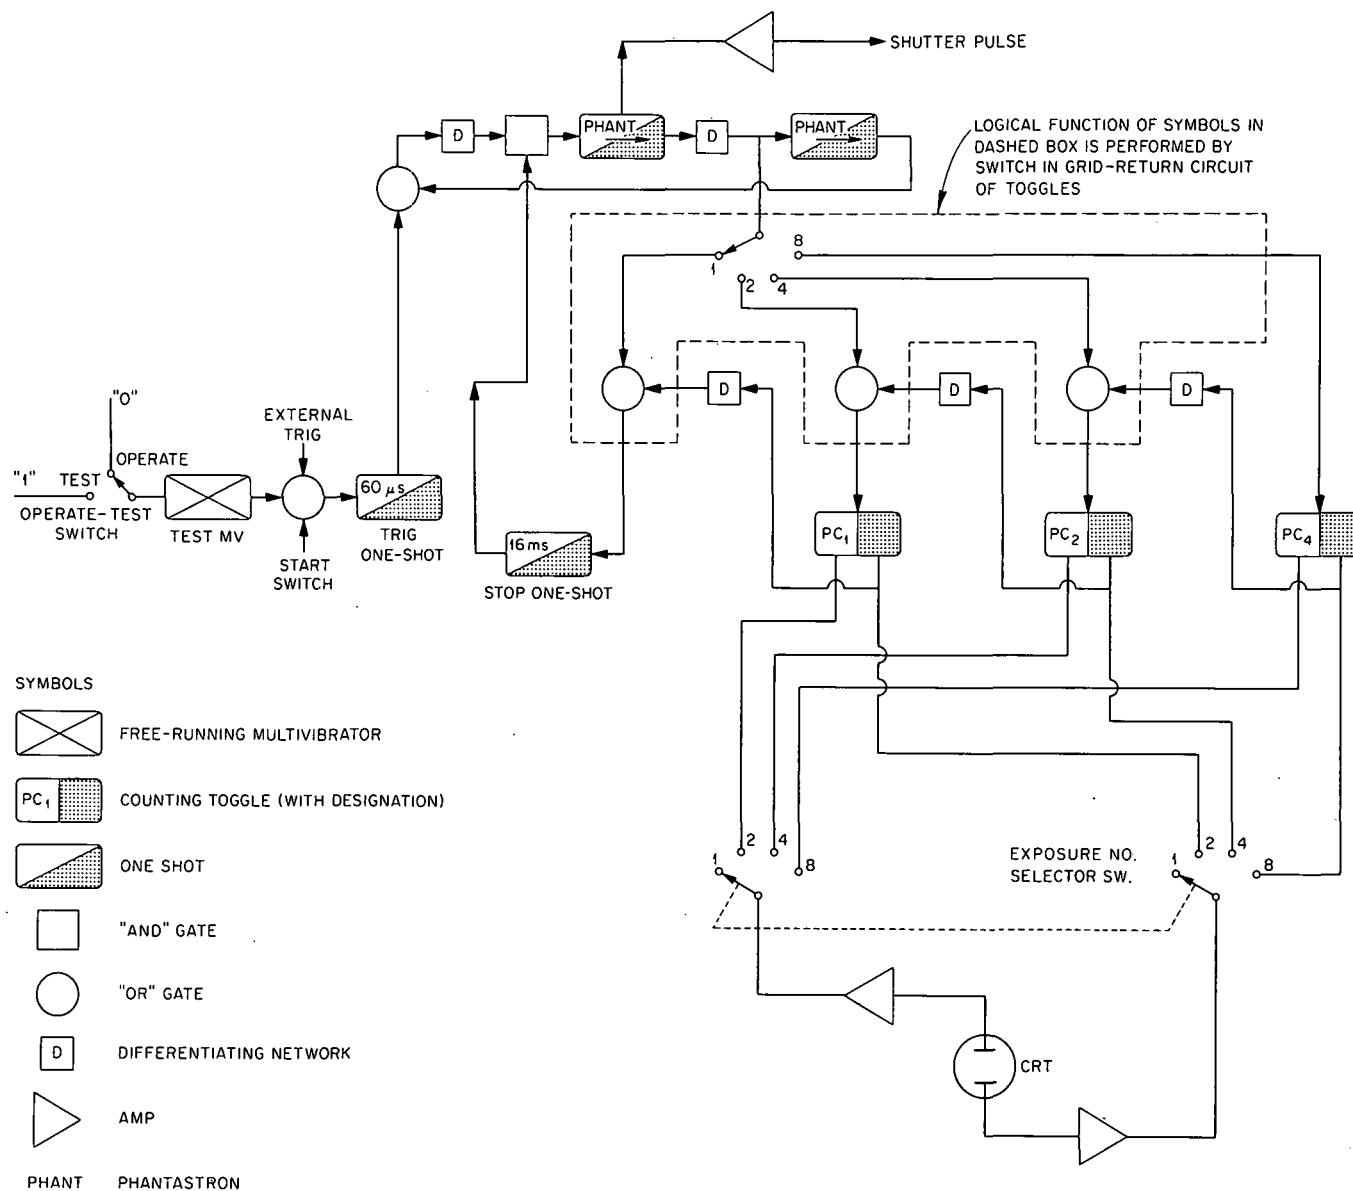 SHUTTER PULSE
D
PHANT
D
PHANT
LOGICAL FUNCTION OF SYMBOLS IN
DASHED BOX IS PERFORMED BY
SWITCH IN GRID-RETURN CIRCUIT
OF TOGGLES
1
2
4
8
D
D
D
"0"
OPERATE
"1"
TEST
OPERATE-TEST
SWITCH
TEST MV
EXTERNAL
TRIG
START
SWITCH
60 μs
TRIG
ONE-SHOT
16ms
STOP ONE-SHOT
PC1
PC2
PC4
1
2
4
8
EXPOSURE NO.
SELECTOR SW.
1
2
4
8
CRT
SYMBOLS
FREE-RUNNING MULTIVIBRATOR
PC1
COUNTING TOGGLE (WITH DESIGNATION)
ONE SHOT
"AND" GATE
"OR" GATE
D
DIFFERENTIATING NETWORK
AMP
PHANT PHANTASTRON